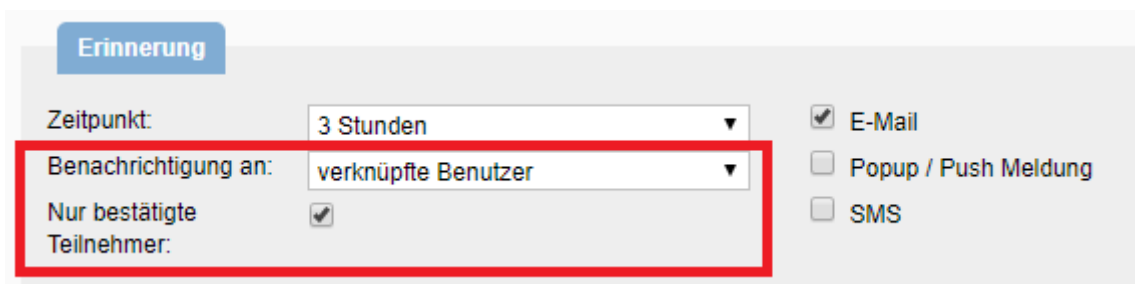 Erinnerung
Zeitpunkt: 3 Stunden E-Mail
Benachrichtigung an: verknüpfte Benutzer Popup / Push Meldung
Nur bestätigte SMS
Teilnehmer: